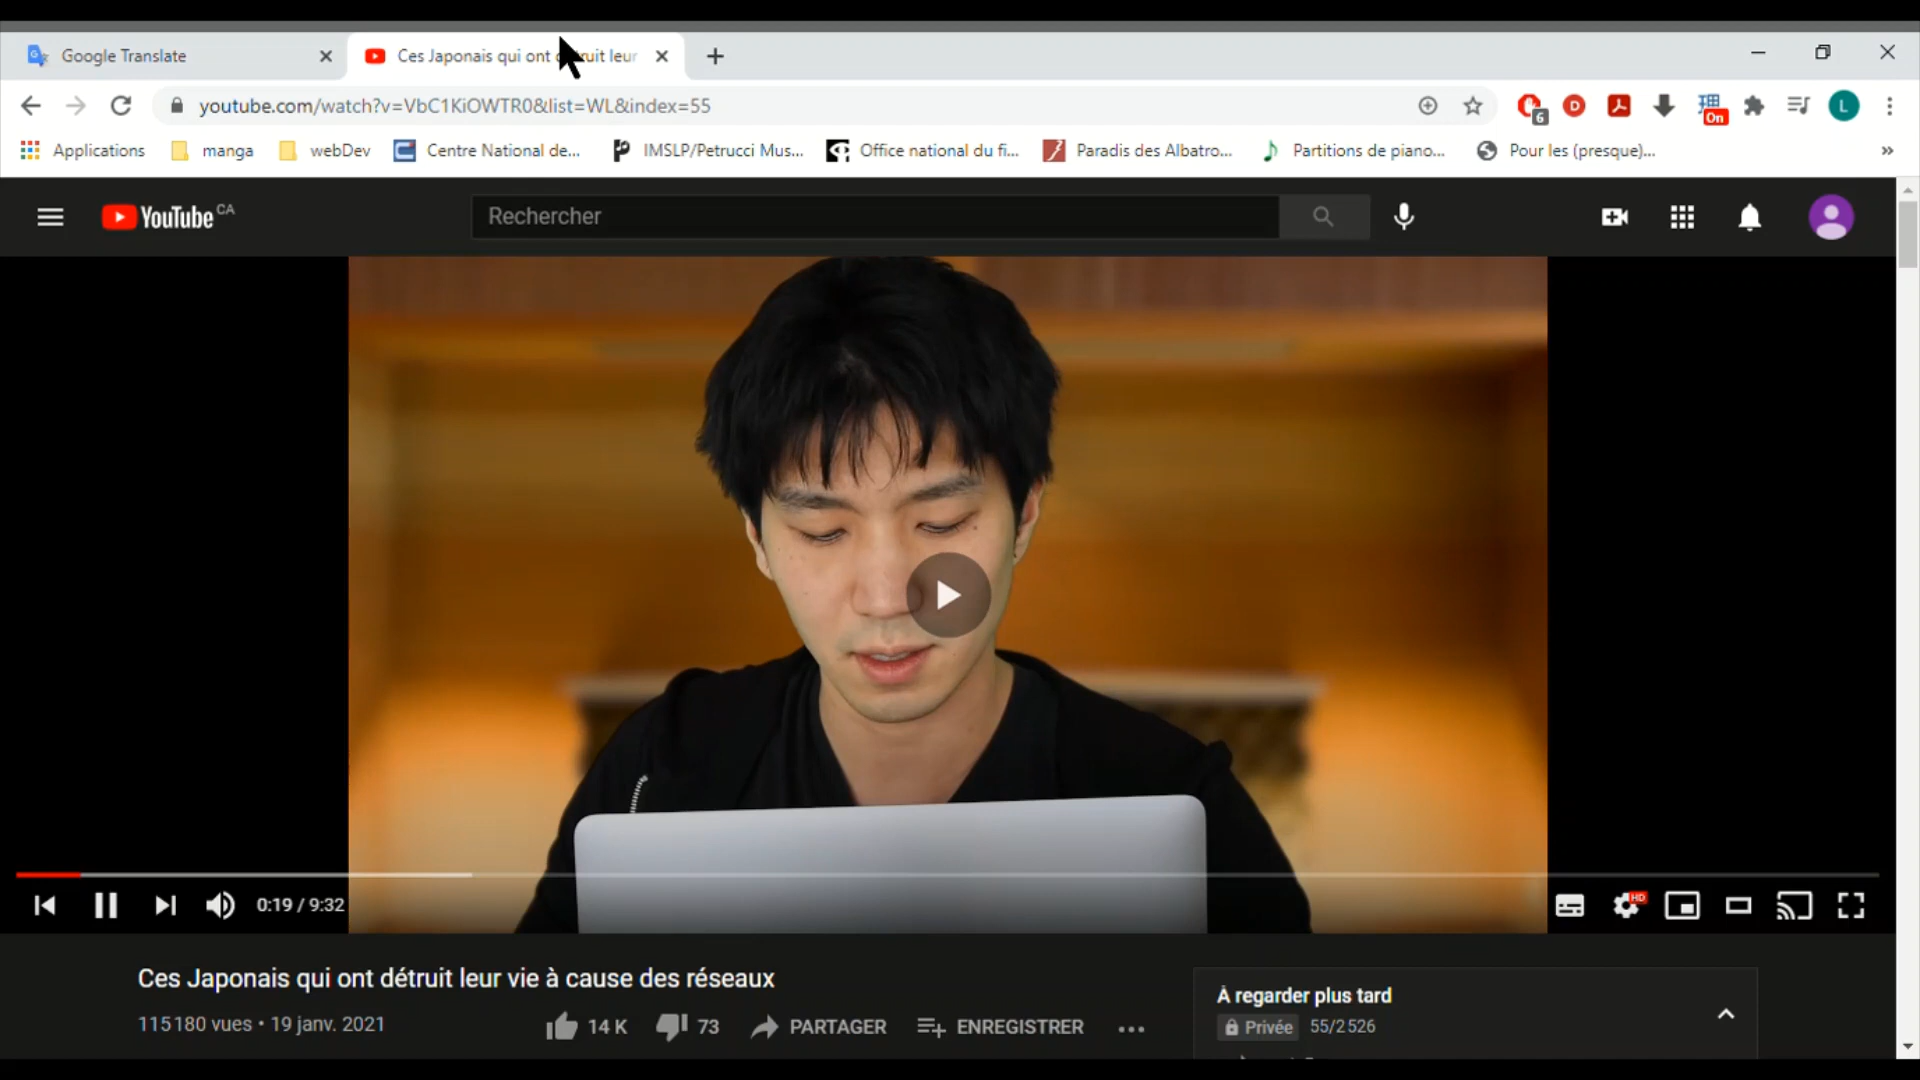 Google Translate
Ces Japonais qui ont uit leur
youtube.com/watch?v=VbC1KiOWTR0&list=WL&index=55
6
D
On
L
Applications
manga
webDev
Centre National de...
IMSLP/Petrucci Mus...
Office national du fi...
Paradis des Albatro...
Partitions de piano...
Pour les (presque)...
YouTube CA
Rechercher
0:19 / 9:32
HD
Ces Japonais qui ont détruit leur vie à cause des réseaux
115 180 vues • 19 janv. 2021
14 K
73
PARTAGER
ENREGISTRER
À regarder plus tard
Privée
55/2 526